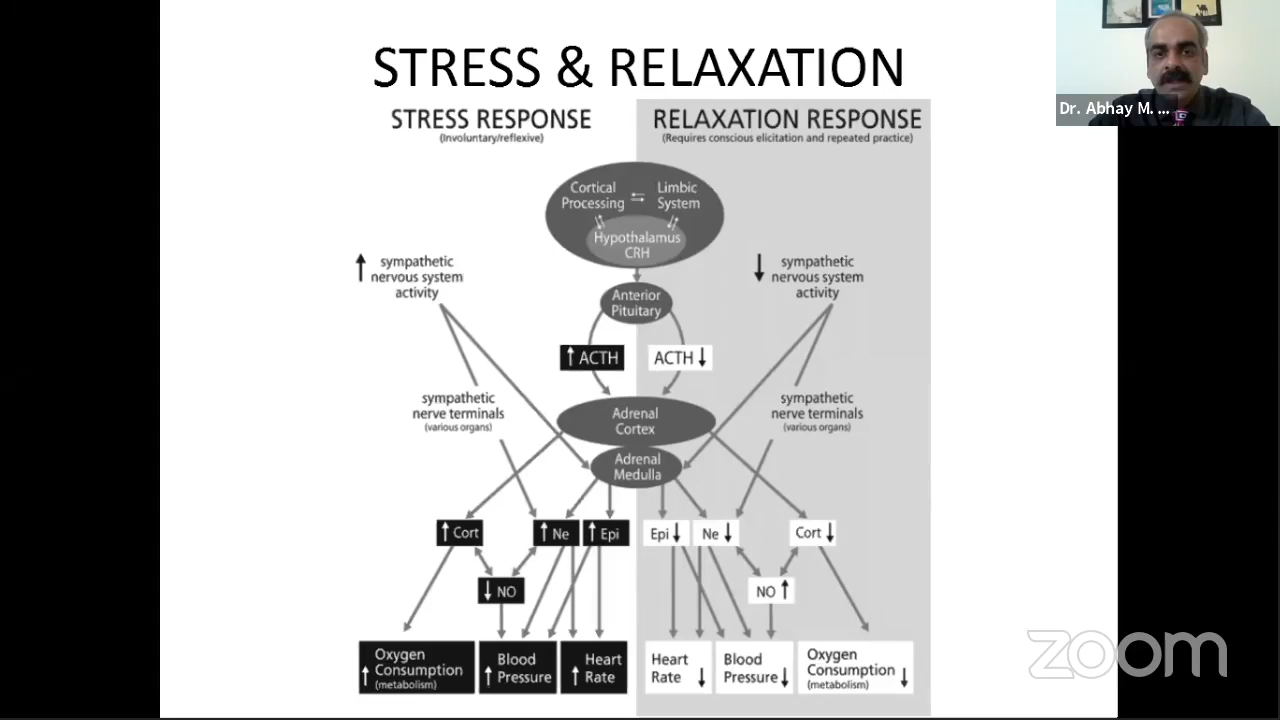 STRESS & RELAXATION
STRESS RESPONSE
(Involuntary/reflexive)
RELAXATION RESPONSE
(Requires conscious elicitation and repeated practice)
Cortical
Processing
Limbic
System
Hypothalamus
CRH
↑ sympathetic
nervous system
activity
↓ sympathetic
nervous system
activity
Anterior
Pituitary
↑ ACTH
ACTH ↓
sympathetic
nerve terminals
(various organs)
sympathetic
nerve terminals
(various organs)
Adrenal
Cortex
Adrenal
Medulla
↑ Cort
↑ Ne
↑ Epi
Epi ↓
Ne ↓
Cort ↓
↓ NO
NO ↑
↑ Oxygen
Consumption
(metabolism)
Blood
↑ Pressure
Heart
↑ Rate
Heart
Rate ↓
Blood
Pressure ↓
Oxygen
Consumption ↓
(metabolism)
Dr. Abhay M. ...
zoom